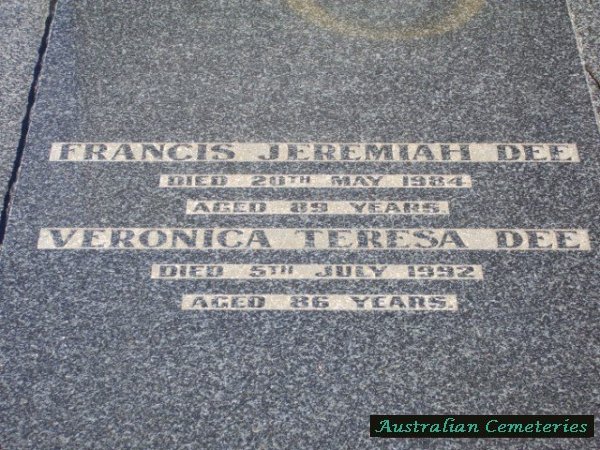 FRANCIS JEREMIAH DEE
DIED 28TH MAY 1984
AGED 89 YEARS.
VERONICA TERESA DEE
DIED 5TH JULY 1992
AGED 86 YEARS.
Australian Cemeteries